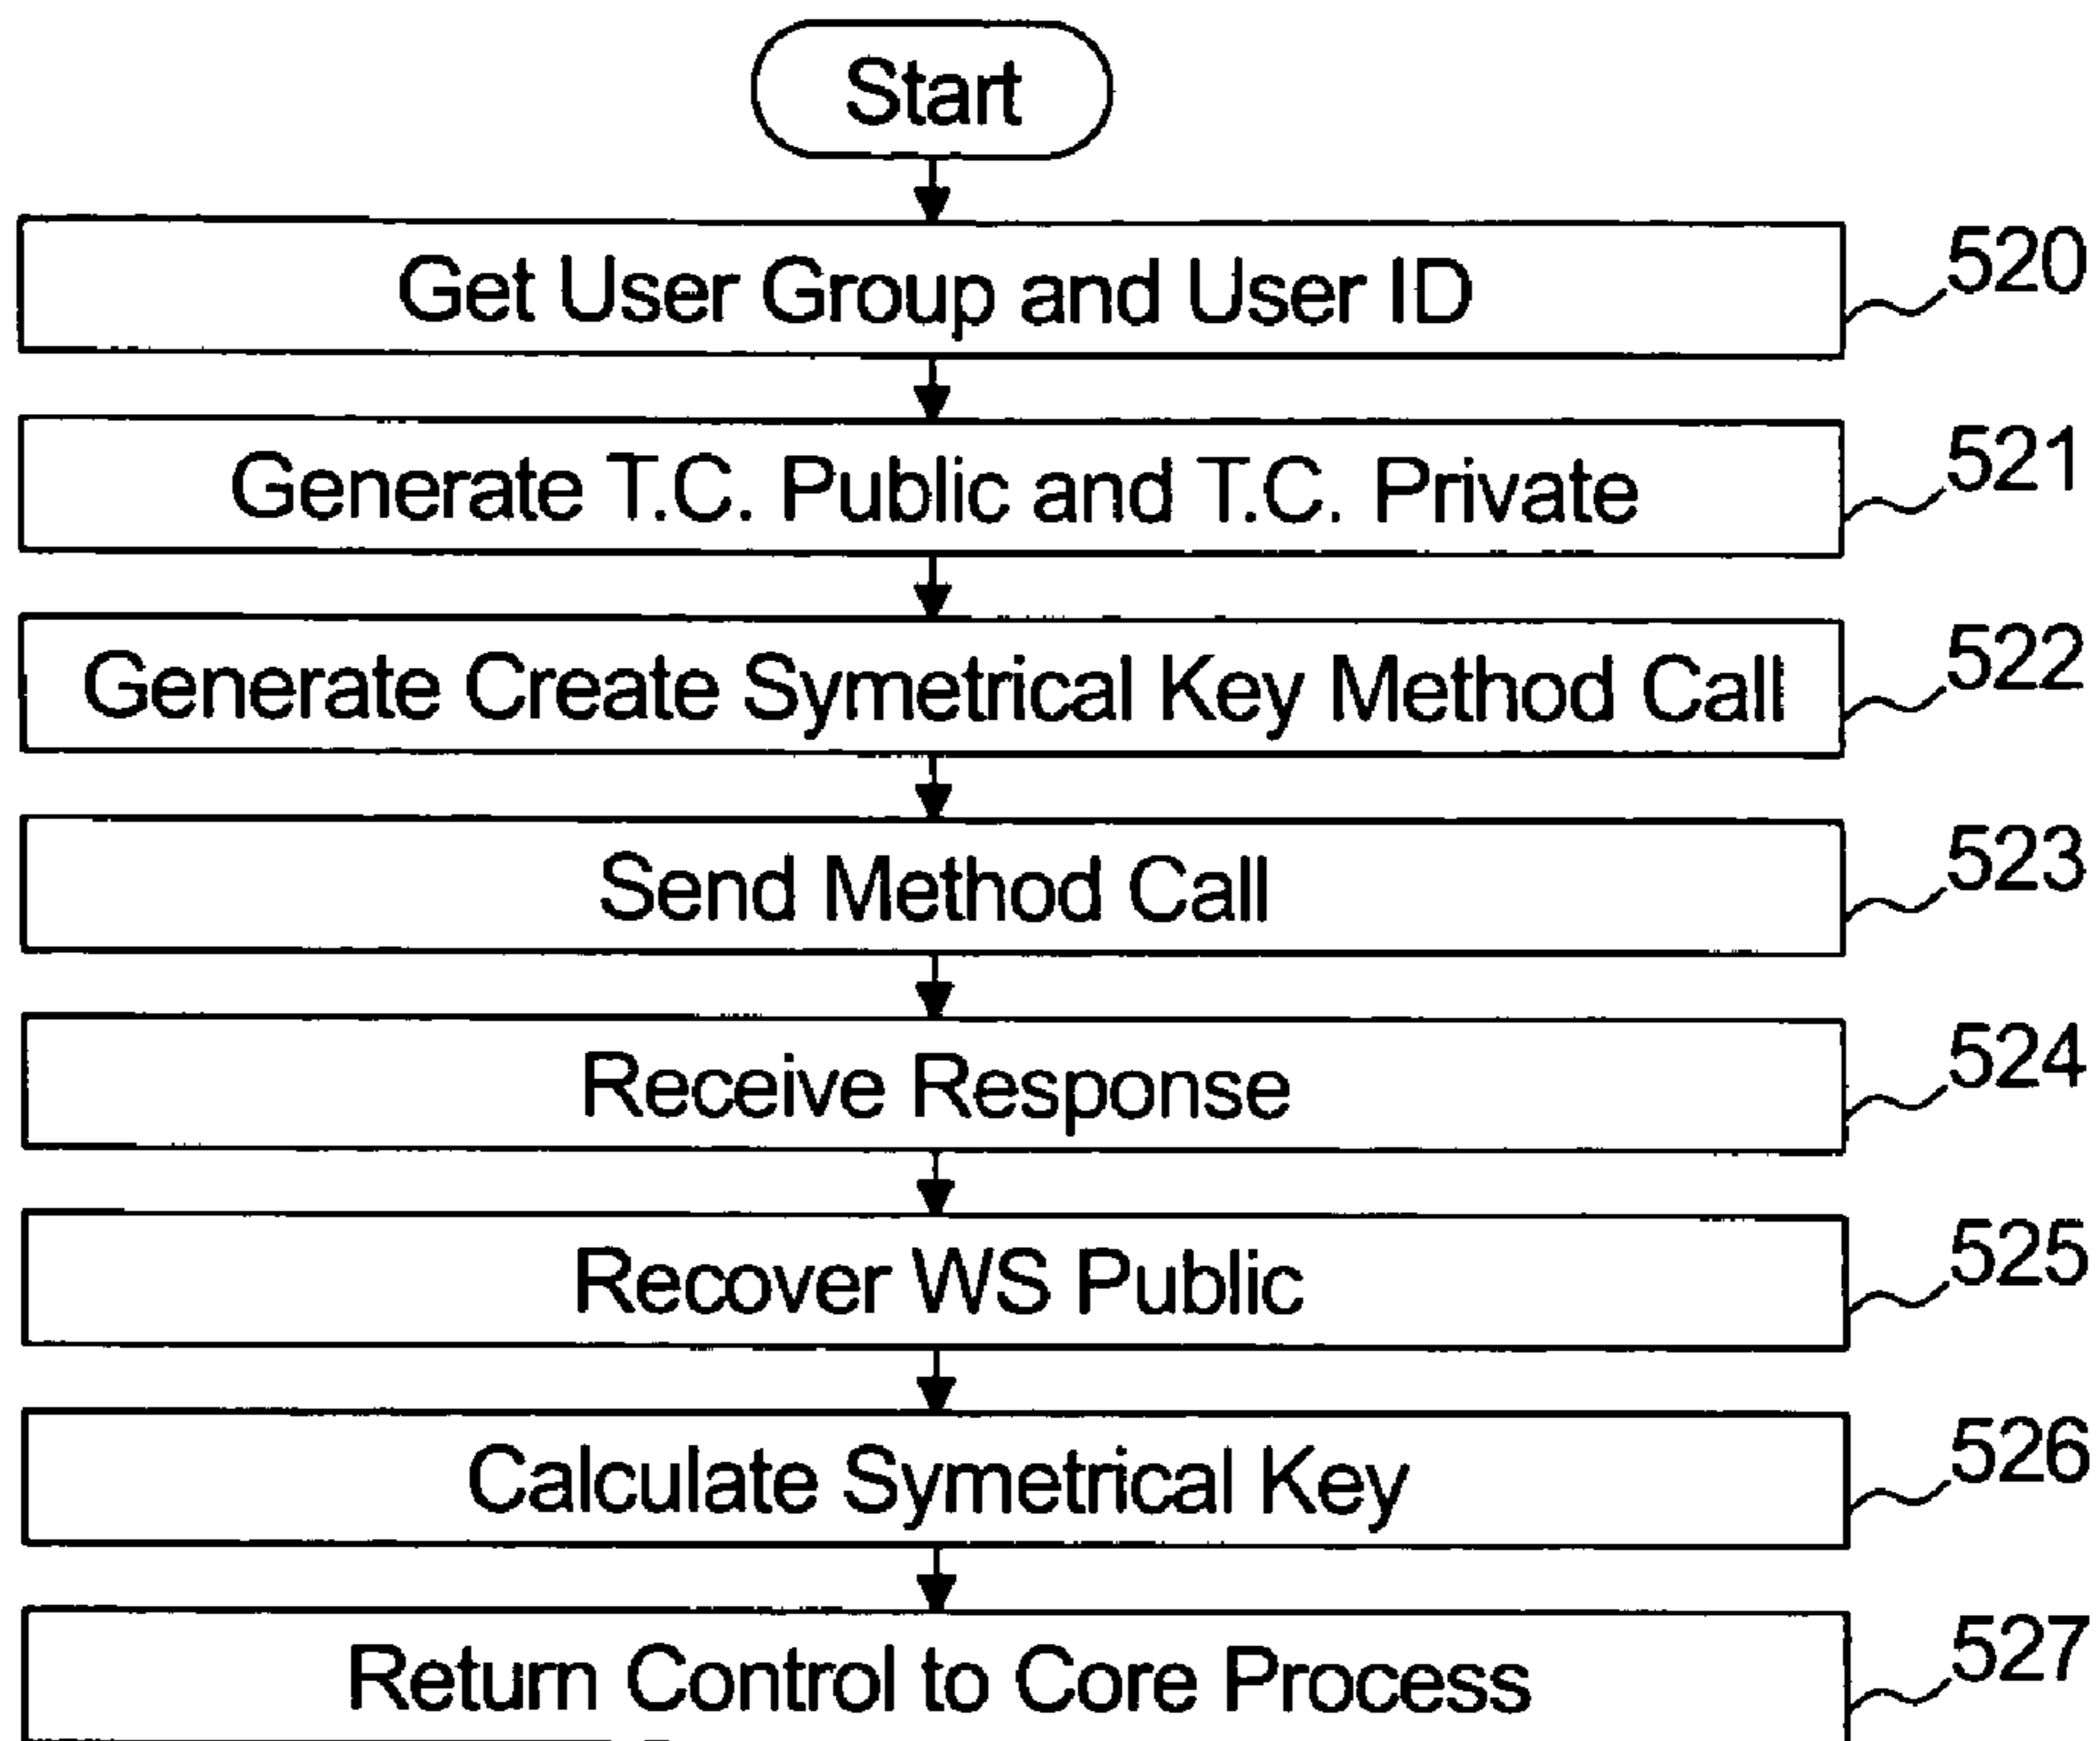 Start
Get User Group and User ID
520
Generate T.C. Public and T.C. Private
521
Generate Create Symetrical Key Method Call
522
Send Method Call
523
Receive Response
524
Recover WS Public
525
Calculate Symetrical Key
526
Return Control to Core Process
527